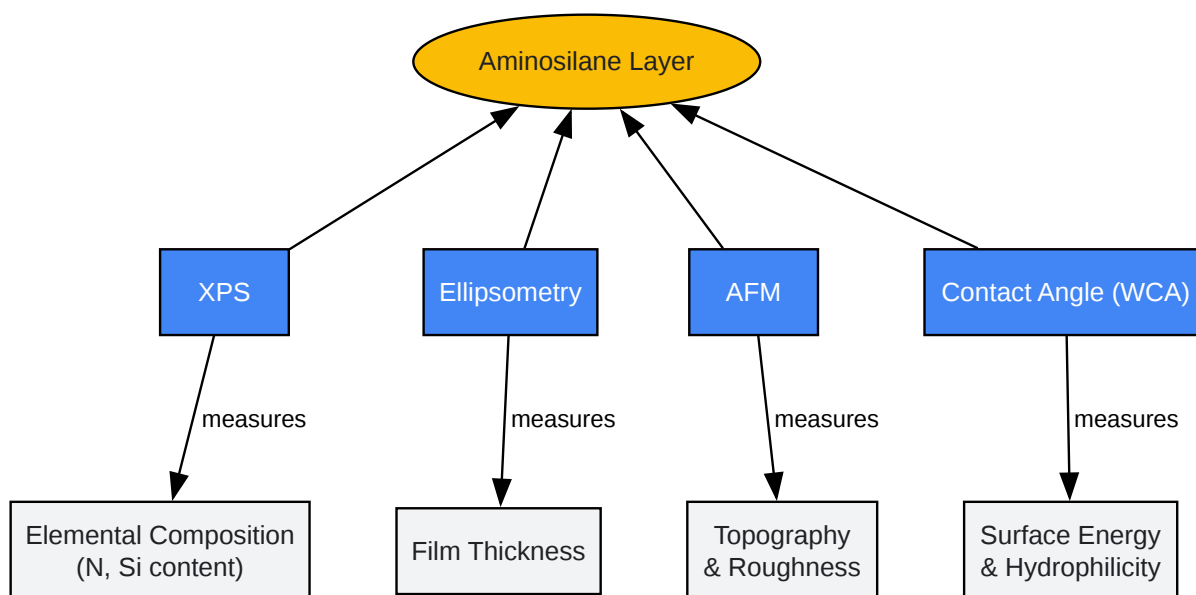 Aminosilane Layer
XPS
Ellipsometry
AFM
Contact Angle (WCA)
measures
measures
measures
measures
Elemental Composition
(N, Si content)
Film Thickness
Topography
& Roughness
Surface Energy
& Hydrophilicity